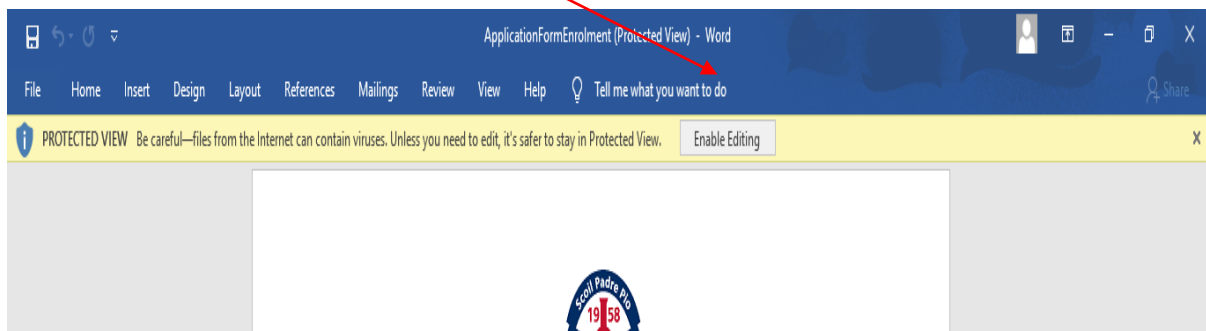 ApplicationFormEnrolment (Protected View) - Word
File Home Insert Design Layout References Mailings Review View Help Tell me what you want to do Share
PROTECTED VIEW Be careful—files from the Internet can contain viruses. Unless you need to edit, it's safer to stay in Protected View. Enable Editing
Scoil Padre Pio
19 58